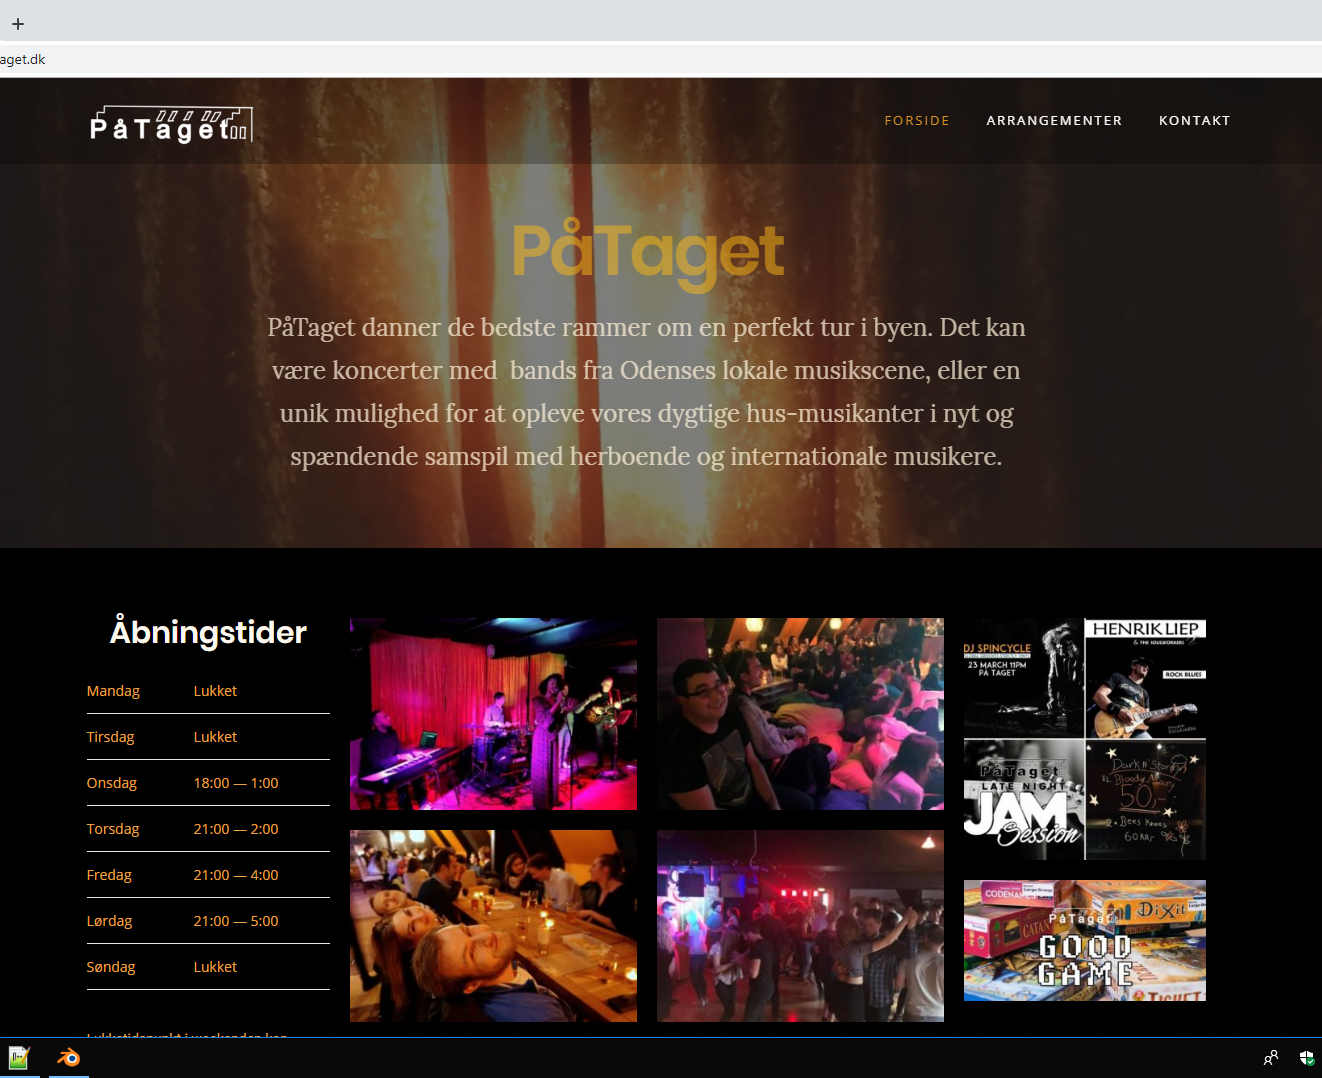 aget.dk
PåTaget
FORSIDE ARRANGEMENTER KONTAKT
PåTaget
PåTaget danner de bedste rammer om en perfekt tur i byen. Det kan
være koncerter med bands fra Odenses lokale musikscene, eller en
unik mulighed for at opleve vores dygtige hus-musikanter i nyt og
spændende samspil med herboende og internationale musikere.
Åbningstider
Mandag Lukket
Tirsdag Lukket
Onsdag 18:00 — 1:00
Torsdag 21:00 — 2:00
Fredag 21:00 — 4:00
Lørdag 21:00 — 5:00
Søndag Lukket
DJ SPINCYCLE
23 MARCH 11PM
PÅ TAGET
HENRIK LIEP
& THE SOULWORKERS
ROCK BLUES
PåTaget
LATE NIGHT
JAM
Session
Dark N' Stormy
Bloody Mary
50,-
2 Bees Knees
60 kr
CODENAMES
CATAN
DiXit
PåTaget
GOOD
GAME
TICKET